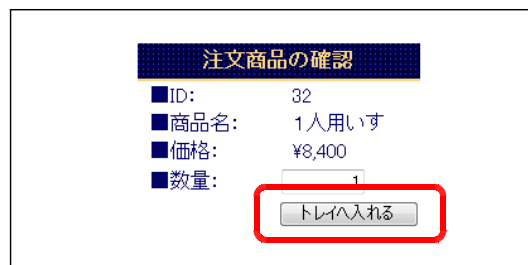 注文商品の確認
■ID: 32
■商品名: 1人用いす
■価格: ¥8,400
■数量: 1
トレイへ入れる